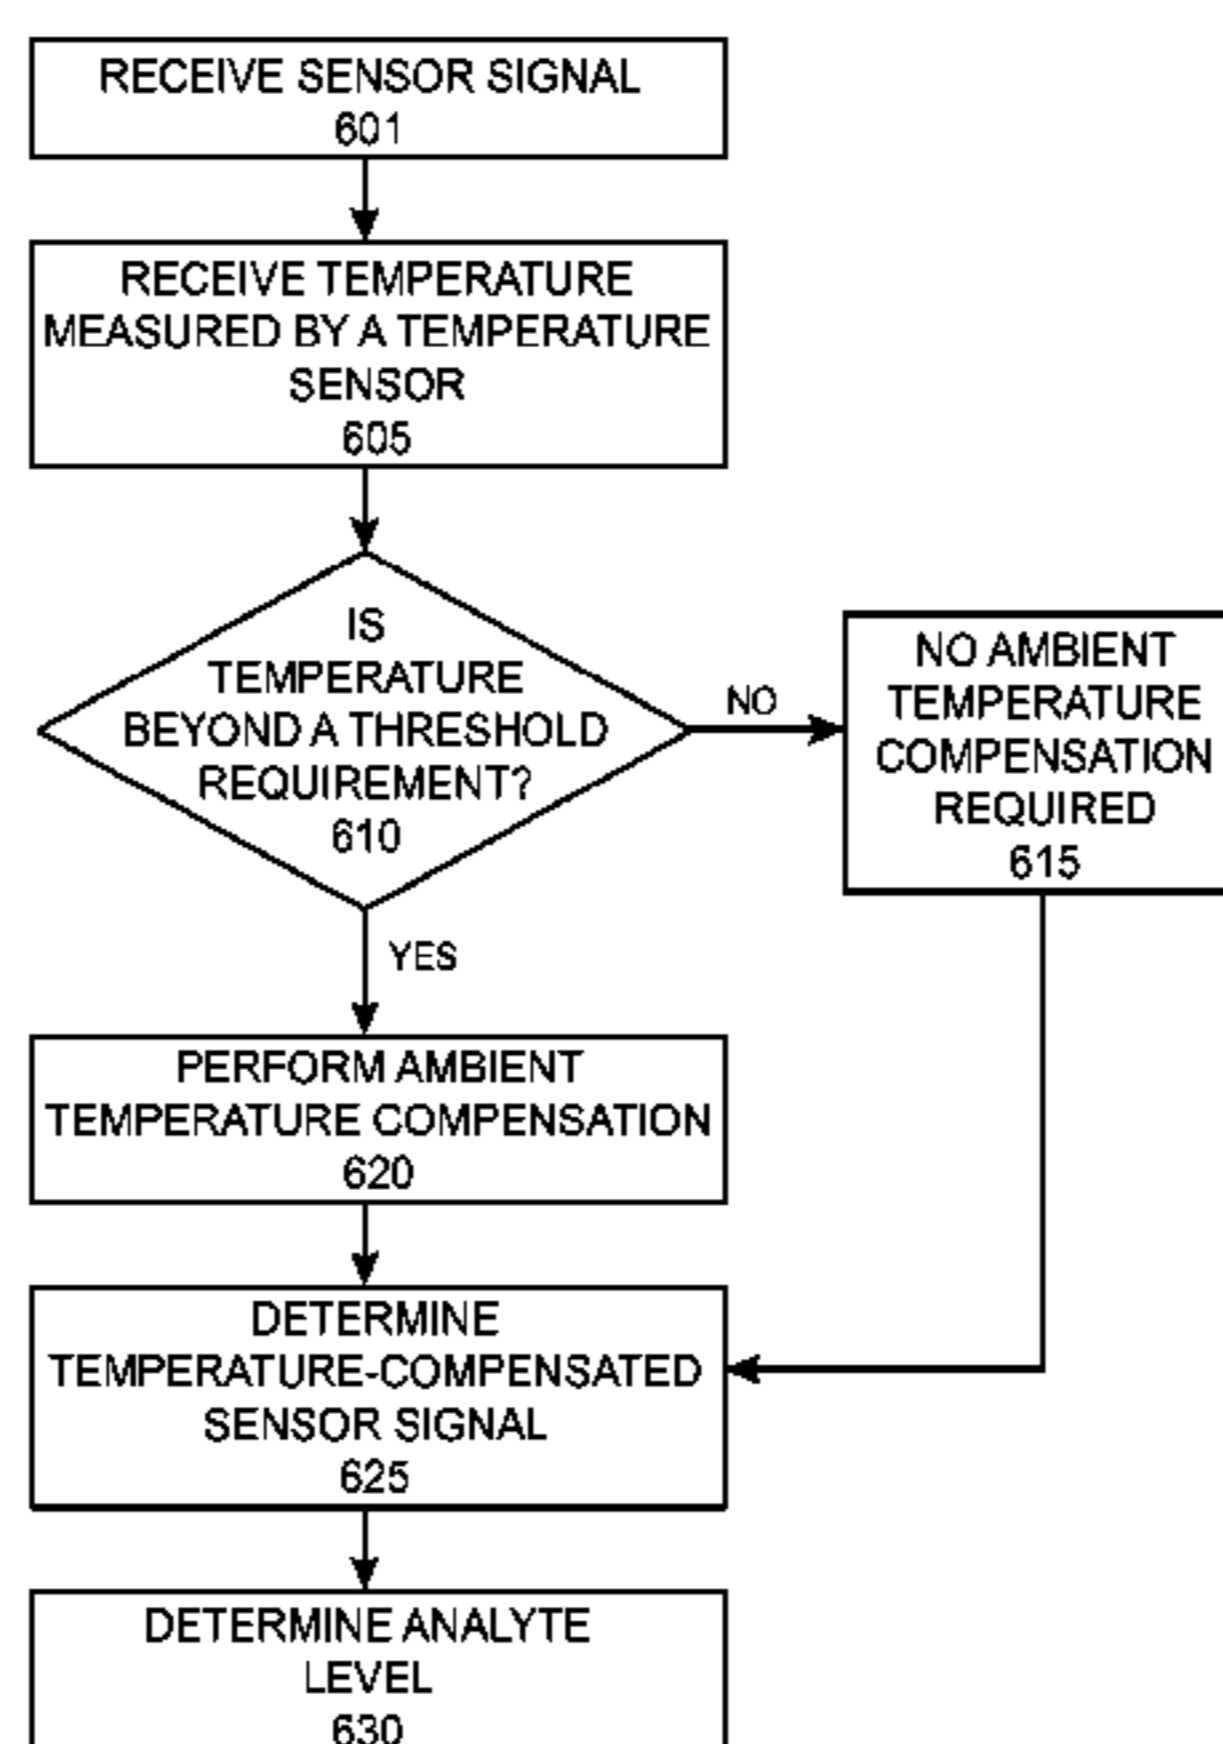 RECEIVE SENSOR SIGNAL
601
RECEIVE TEMPERATURE
MEASURED BY A TEMPERATURE
SENSOR
605
IS
TEMPERATURE
BEYOND A THRESHOLD
REQUIREMENT?
610
NO
NO AMBIENT
TEMPERATURE
COMPENSATION
REQUIRED
615
YES
PERFORM AMBIENT
TEMPERATURE COMPENSATION
620
DETERMINE
TEMPERATURE-COMPENSATED
SENSOR SIGNAL
625
DETERMINE ANALYTE
LEVEL
630